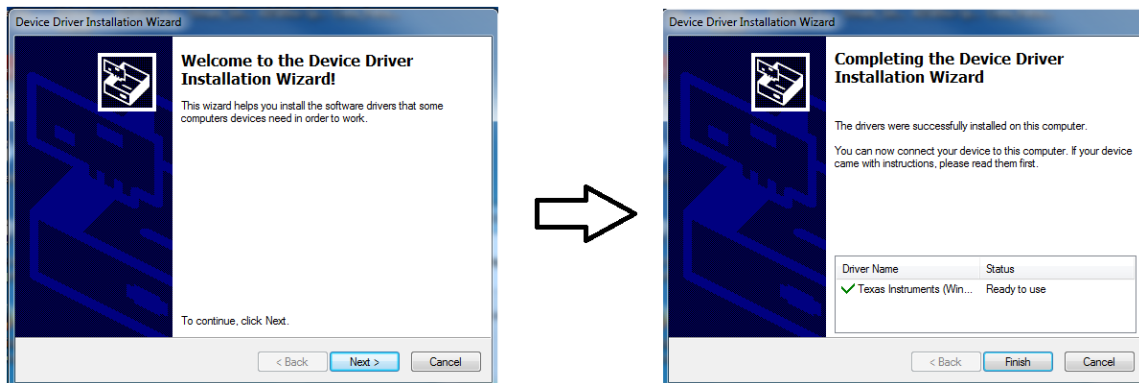 Device Driver Installation Wizard
Welcome to the Device Driver
Installation Wizard!
This wizard helps you install the software drivers that some
computers devices need in order to work.
To continue, click Next.
< Back
Next >
Cancel
Device Driver Installation Wizard
Completing the Device Driver
Installation Wizard
The drivers were successfully installed on this computer.
You can now connect your device to this computer. If your device
came with instructions, please read them first.
Driver Name Status
Texas Instruments (Win... Ready to use
< Back
Finish
Cancel